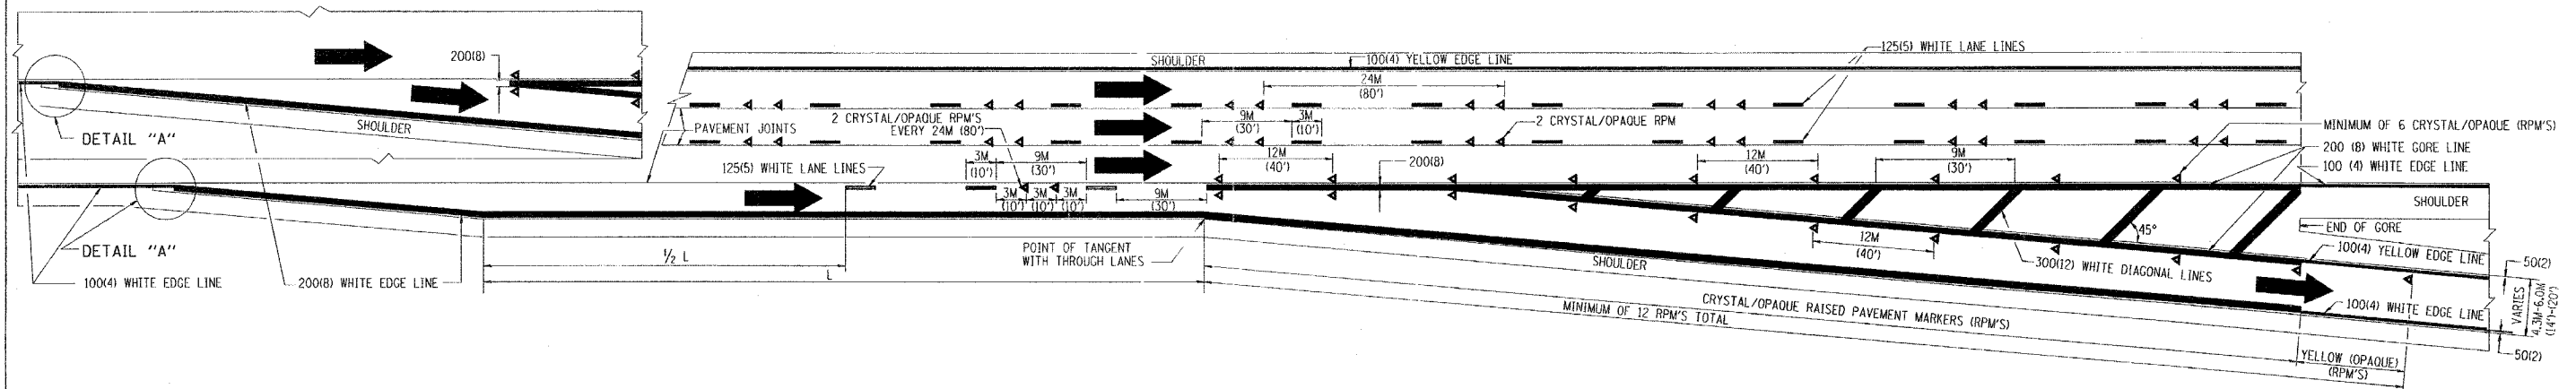 200(8)
SHOULDER
DETAIL "A"
SHOULDER
100(4) YELLOW EDGE LINE
125(5) WHITE LANE LINES
24M
(80')
2 CRYSTAL/OPAQUE RPM'S
EVERY 24M (80')
PAVEMENT JOINTS
9M
(30')
3M
(10')
2 CRYSTAL/OPAQUE RPM
MINIMUM OF 6 CRYSTAL/OPAQUE (RPM'S)
200 (8) WHITE GORE LINE
100 (4) WHITE EDGE LINE
125(5) WHITE LANE LINES
3M
(10')
9M
(30')
12M
(40')
200(8)
12M
(40')
9M
(30')
3M
(10')
3M
(10')
3M
(10')
9M
(30')
SHOULDER
DETAIL "A"
100(4) WHITE EDGE LINE
200(8) WHITE EDGE LINE
1/2 L
L
POINT OF TANGENT
WITH THROUGH LANES
SHOULDER
12M
(40')
45°
END OF GORE
300(12) WHITE DIAGONAL LINES
100(4) YELLOW EDGE LINE
50(2)
VARIES
4.3M-6.0M
(14')-(20')
CRYSTAL/OPAQUE RAISED PAVEMENT MARKERS (RPM'S)
MINIMUM OF 12 RPM'S TOTAL
100(4) WHITE EDGE LINE
50(2)
YELLOW (OPAQUE)
(RPM'S)